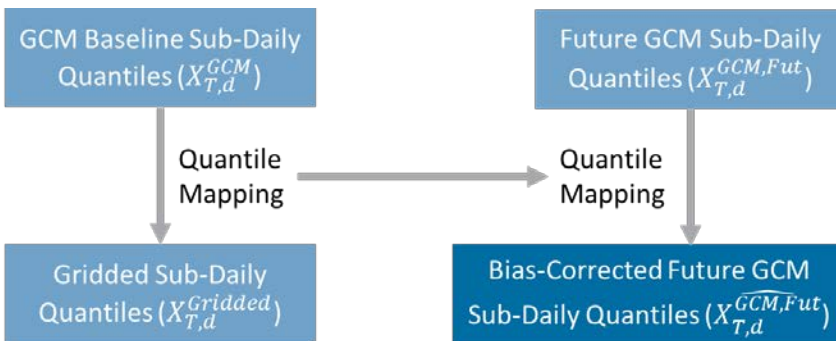 GCM Baseline Sub-Daily
Quantiles (X_{T,d}^{GCM})
Future GCM Sub-Daily
Quantiles (X_{T,d}^{GCM,Fut})
Quantile
Mapping
Quantile
Mapping
Gridded Sub-Daily
Quantiles (X_{T,d}^{Gridded})
Bias-Corrected Future GCM
Sub-Daily Quantiles (X_{T,d}^{\widehat{GCM,Fut}})